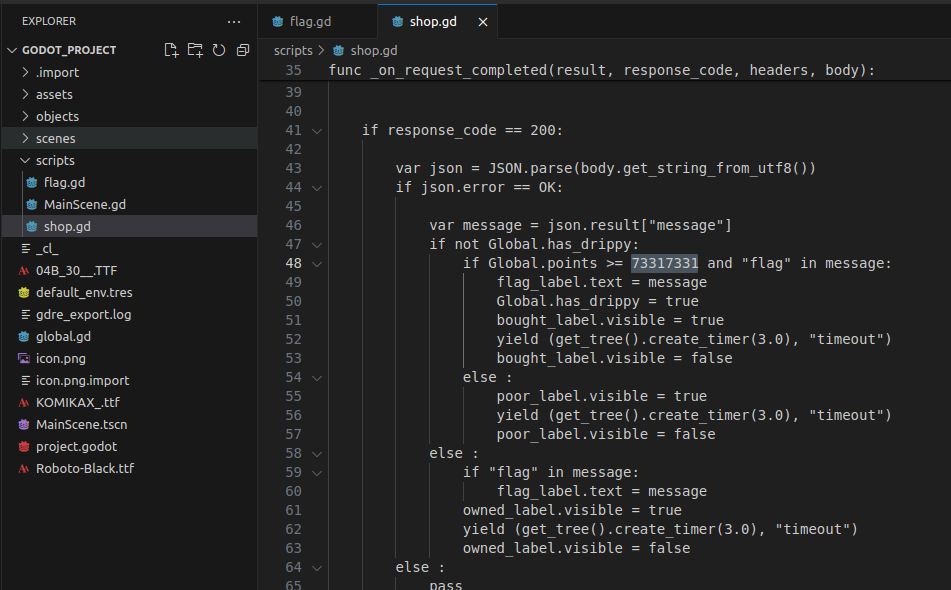 EXPLORER
···
flag.gd
shop.gd
GODOT_PROJECT
scripts > shop.gd
.import
assets
objects
scenes
scripts
flag.gd
MainScene.gd
shop.gd
_cl_
04B_30__.TTF
default_env.tres
gdre_export.log
global.gd
icon.png
icon.png.import
KOMIKAX_.ttf
MainScene.tscn
project.godot
Roboto-Black.ttf
35 func _on_request_completed(result, response_code, headers, body):
39
40
41 if response_code == 200:
42
43 var json = JSON.parse(body.get_string_from_utf8())
44 if json.error == OK:
45
46 var message = json.result["message"]
47 if not Global.has_drippy:
48 if Global.points >= 73317331 and "flag" in message:
49 flag_label.text = message
50 Global.has_drippy = true
51 bought_label.visible = true
52 yield (get_tree().create_timer(3.0), "timeout")
53 bought_label.visible = false
54 else :
55 poor_label.visible = true
56 yield (get_tree().create_timer(3.0), "timeout")
57 poor_label.visible = false
58 else :
59 if "flag" in message:
60 flag_label.text = message
61 owned_label.visible = true
62 yield (get_tree().create_timer(3.0), "timeout")
63 owned_label.visible = false
64 else :
65 pass